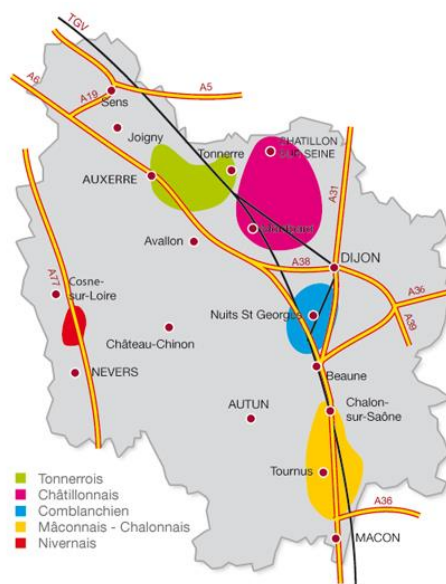 TGV
A6
A19
A5
Sens
Joigny
CHATILLON
SUR SEINE
Tonnerre
AUXERRE
A31
A77
Avallon
A38
DIJON
A36
Cosne-
sur-Loire
A39
Nuits St Georges
Château-Chinon
NEVERS
Beaune
AUTUN
Chalon-
sur-Saône
Tournus
A36
MACON
Tonnerrois
Châtillonnais
Comblanchien
Mâconnais - Chalonnais
Nivernais